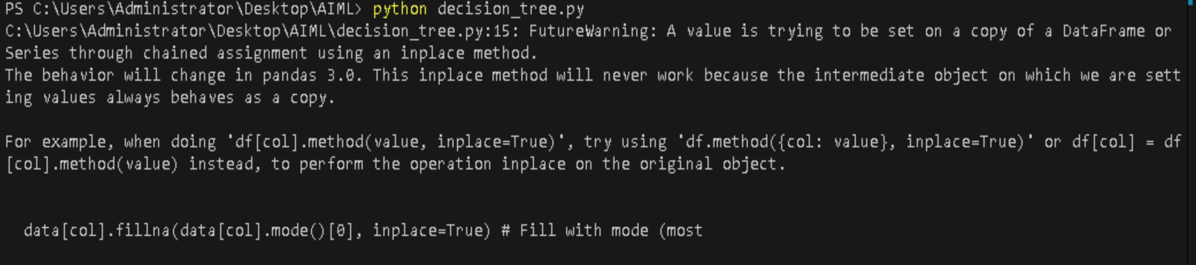 PS C:\Users\Administrator\Desktop\AIML> python decision_tree.py
C:\Users\Administrator\Desktop\AIML\decision_tree.py:15: FutureWarning: A value is trying to be set on a copy of a DataFrame or
Series through chained assignment using an inplace method.
The behavior will change in pandas 3.0. This inplace method will never work because the intermediate object on which we are sett
ing values always behaves as a copy.
For example, when doing 'df[col].method(value, inplace=True)', try using 'df.method({col: value}, inplace=True)' or df[col] = df
[col].method(value) instead, to perform the operation inplace on the original object.
data[col].fillna(data[col].mode()[0], inplace=True) # Fill with mode (most